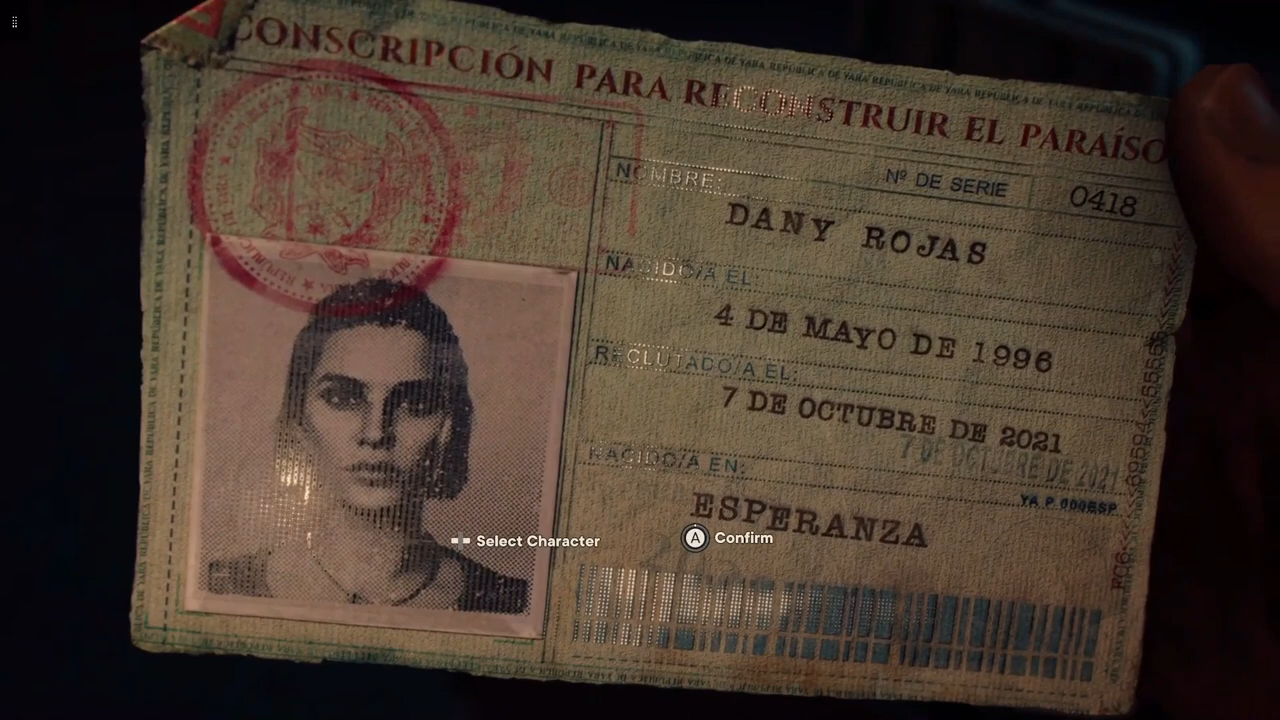 CONSCRIPCIÓN PARA RECONSTRUIR EL PARAÍSO
NOMBRE:
Nº DE SERIE
0418
DANY ROJAS
NACIDO/A EL
4 DE MAYO DE 1996
RECLUTADO/A EL:
7 DE OCTUBRE DE 2021
7 DE OCTUBRE DE 2021
NACIDO/A EN:
YA P 000ESP
ESPERANZA
Select Character
A Confirm